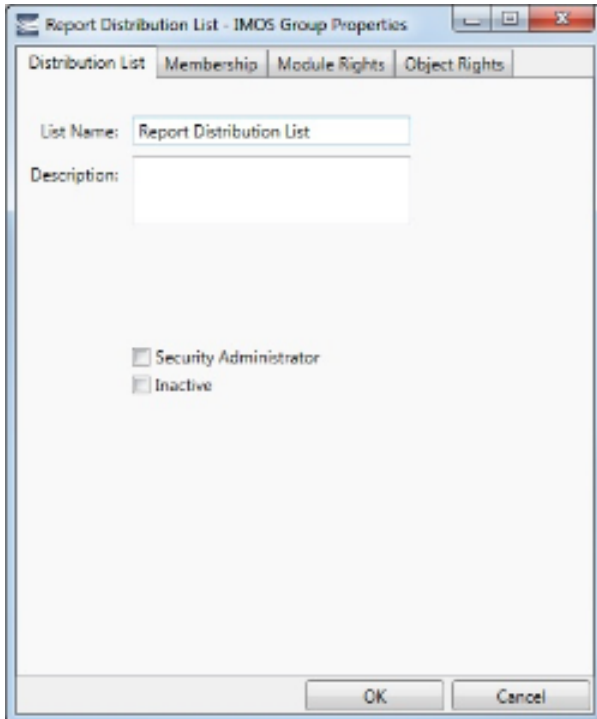 Report Distribution List - IMOS Group Properties
Distribution List Membership Module Rights Object Rights
List Name: Report Distribution List
Description:
Security Administrator
Inactive
OK Cancel